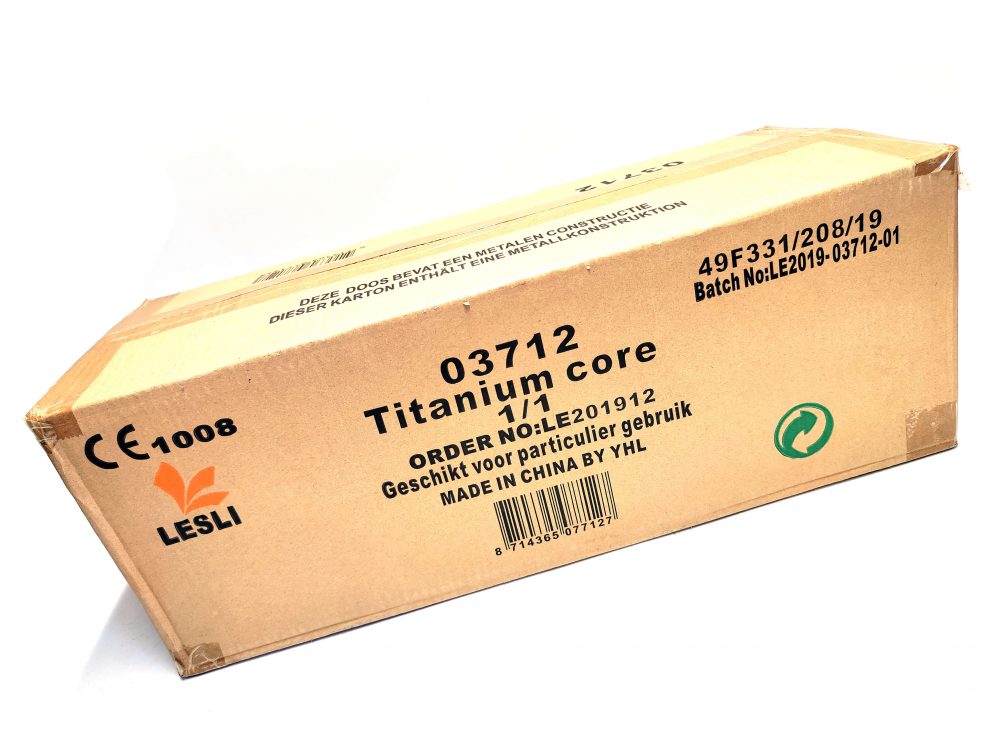 03712
DEZE DOOS BEVAT EEN METALEN CONSTRUCTIE
DIESER KARTON ENTHÄLT EINE METALLKONSTRUKTION
49F331/208/19
Batch No:LE2019-03712-01
03712
Titanium core
1/1
ORDER NO:LE201912
Geschikt voor particulier gebruik
MADE IN CHINA BY YHL
8 714365 077127
CE 1008
LESLI